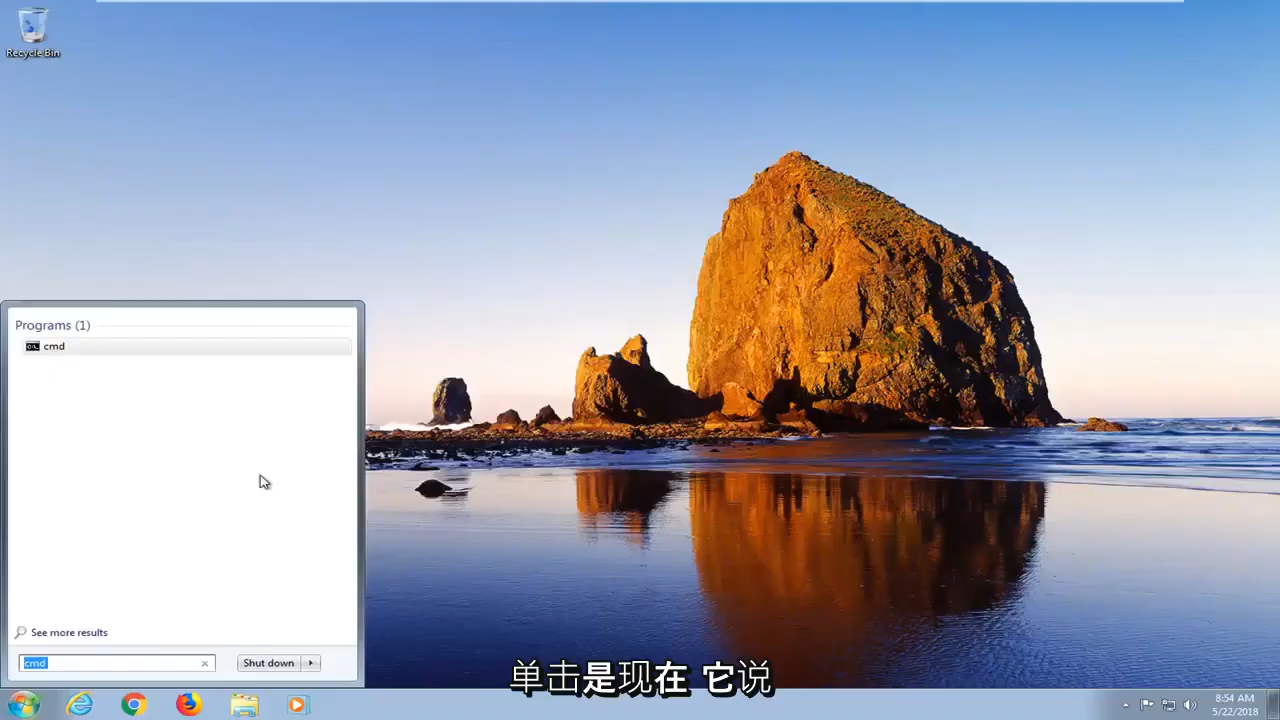 Recycle Bin
Programs (1)
cmd
See more results
cmd
Shut down
单击是现在 它说
8:54 AM
5/22/2018